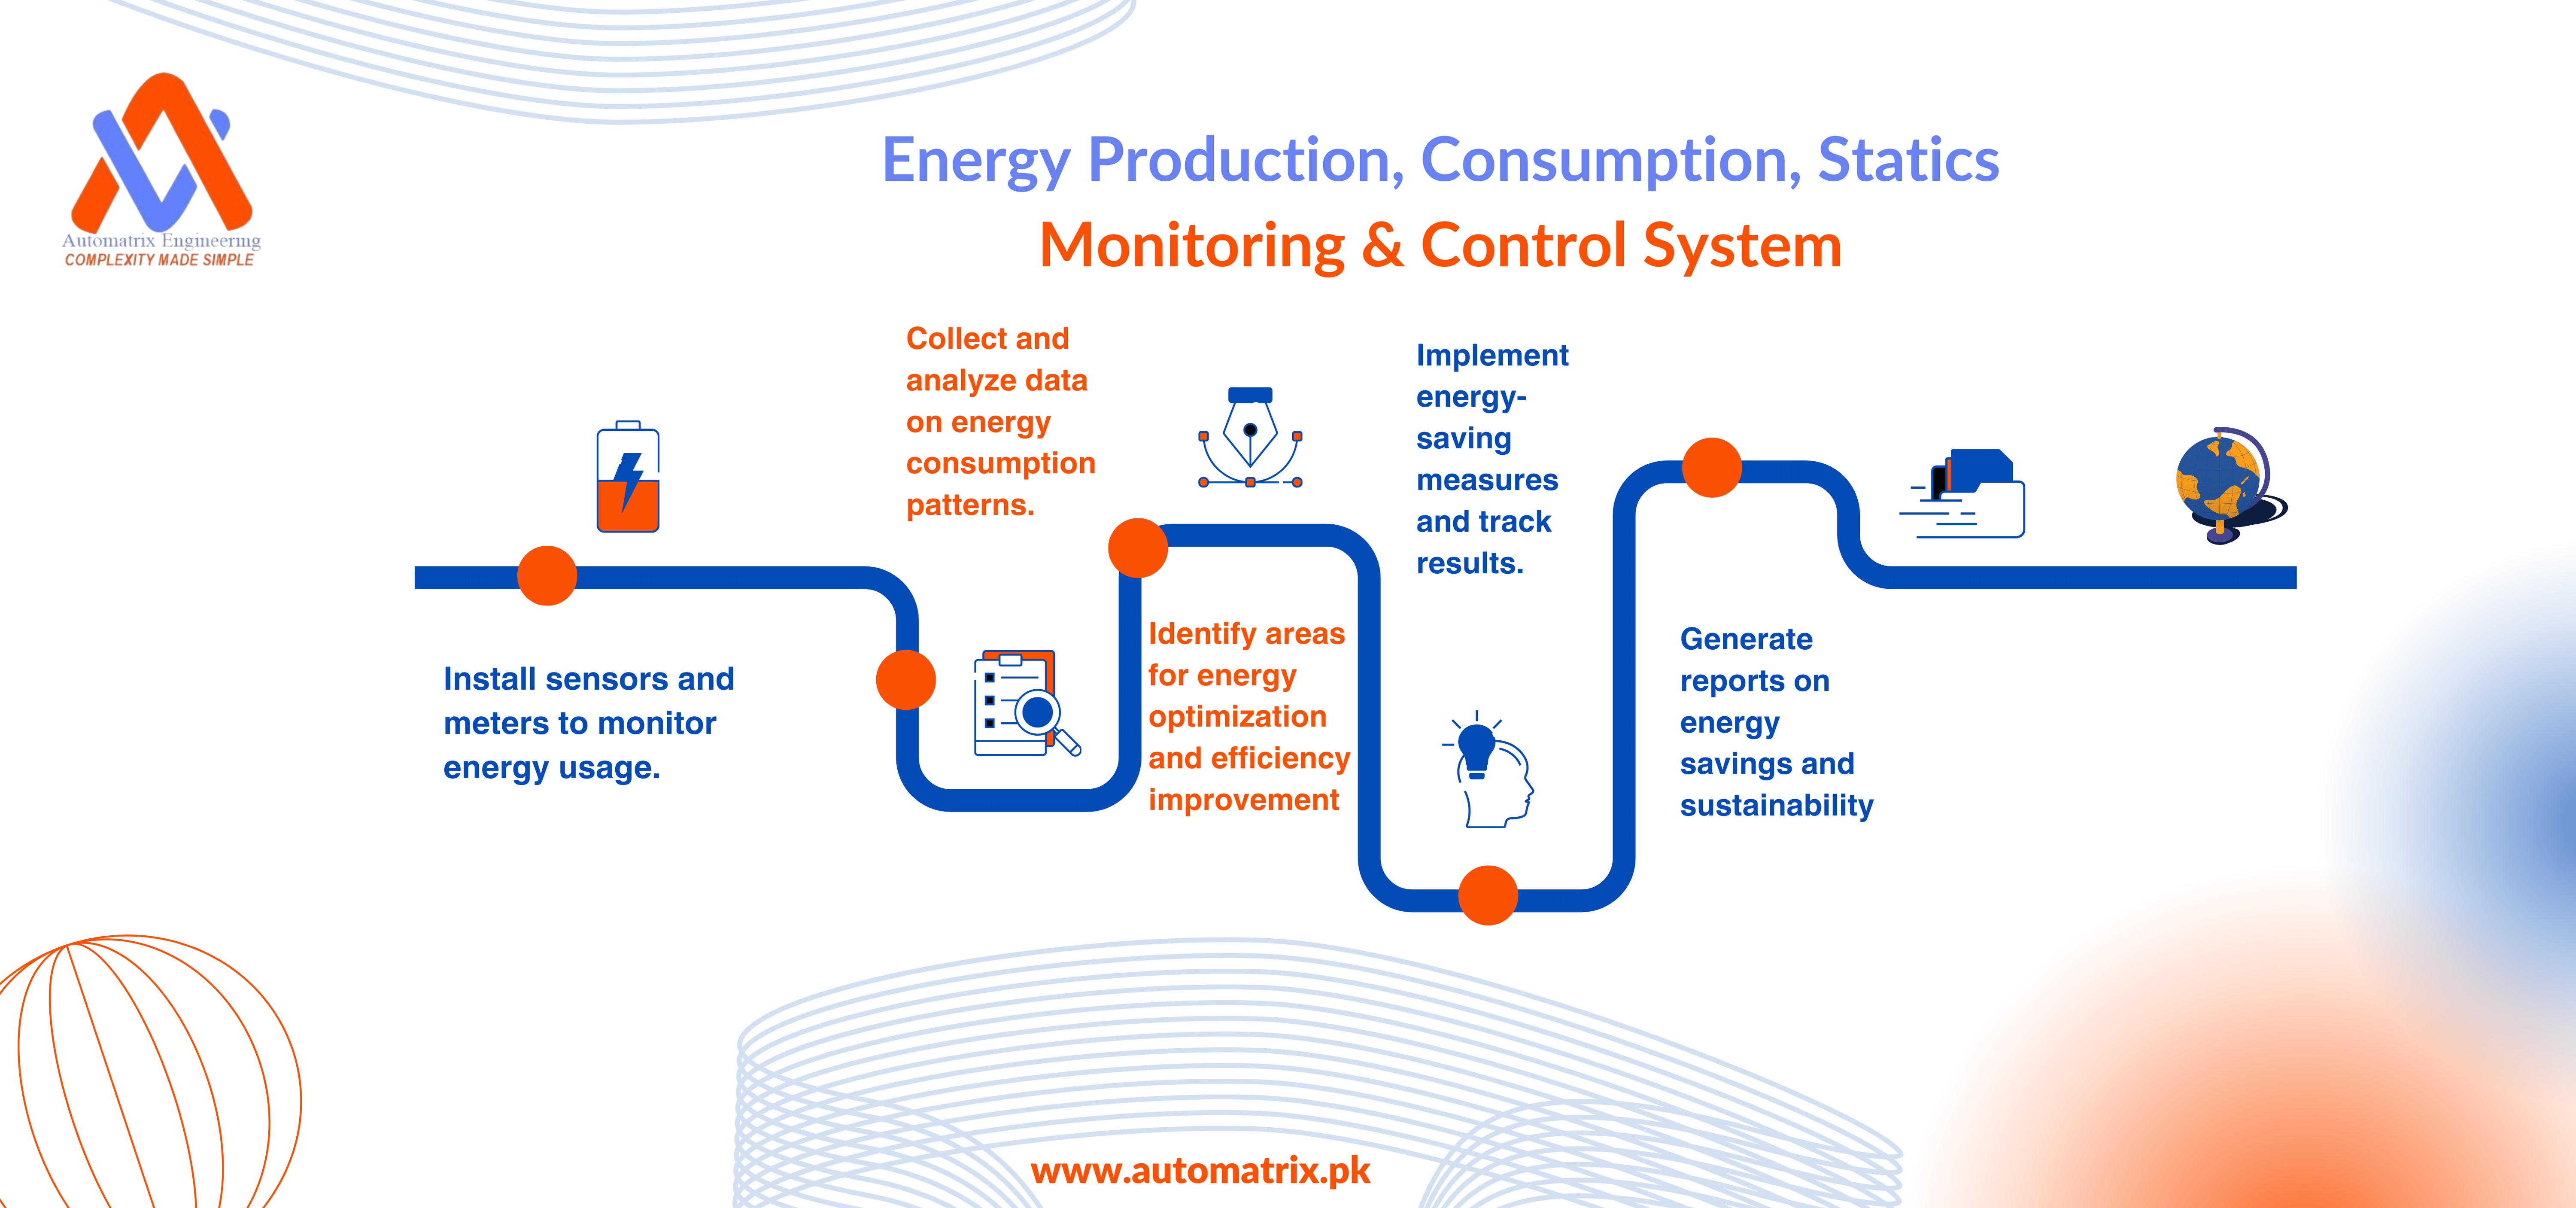 Automatrix Engineering
COMPLEXITY MADE SIMPLE
Energy Production, Consumption, Statics
Monitoring & Control System
Install sensors and
meters to monitor
energy usage.
Collect and
analyze data
on energy
consumption
patterns.
Identify areas
for energy
optimization
and efficiency
improvement
Implement
energy-
saving
measures
and track
results.
Generate
reports on
energy
savings and
sustainability
www.automatrix.pk